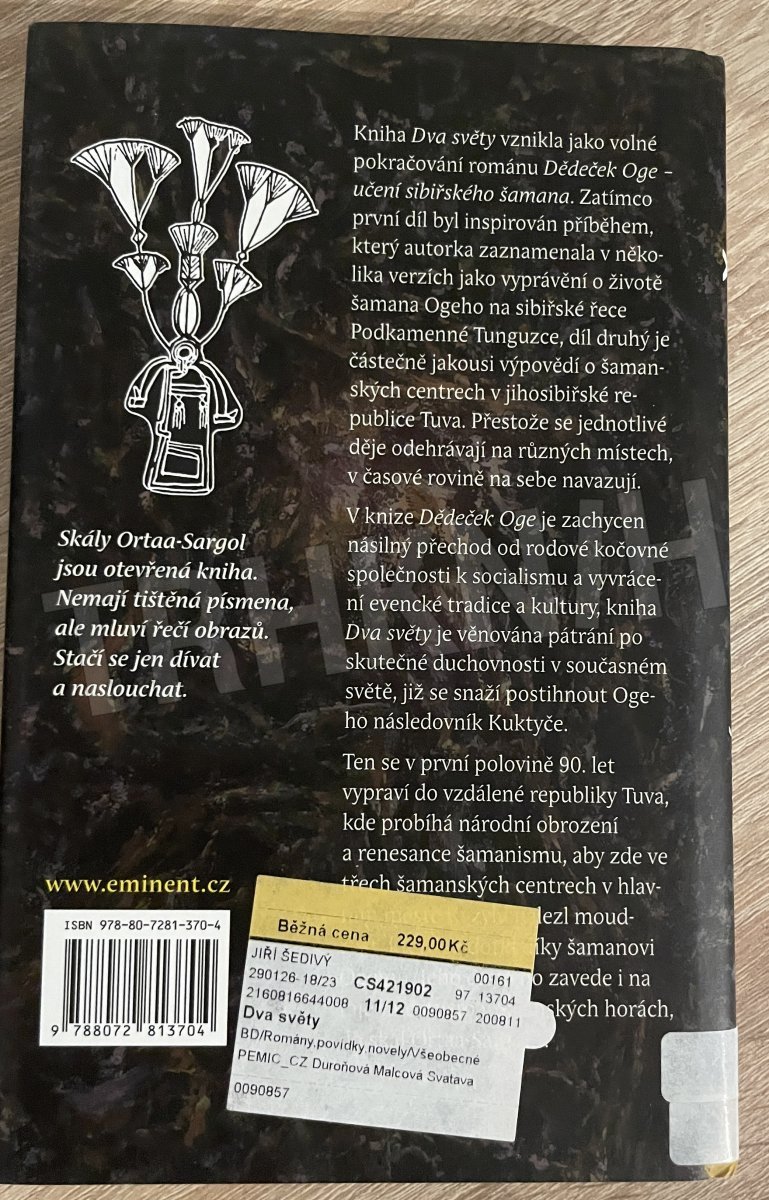 Kniha Dva světy vznikla jako volné
pokračování románu Dědeček Oge –
učení sibiřského šamana. Zatímco
první díl byl inspirován příběhem,
který autorka zaznamenala v něko-
lika verzích jako vyprávění o životě
šamana Ogeho na sibiřské řece
Podkamenné Tunguzce, díl druhý je
částečně jakousi výpovědí o šaman-
ských centrech v jihosibiřské re-
publice Tuva. Přestože se jednotlivé
děje odehrávají na různých místech,
v časové rovině na sebe navazují.
V knize Dědeček Oge je zachycen
násilný přechod od rodové kočovné
společnosti k socialismu a vyvráce-
ní evencké tradice a kultury, kniha
Dva světy je věnována pátrání po
skutečné duchovnosti v současném
světě, již se snaží postihnout Oge-
ho následovník Kuktyče.
Ten se v první polovině 90. let
vypraví do vzdálené republiky Tuva,
kde probíhá národní obrození
a renesance šamanismu, aby zde ve
třech šamanských centrech v hlav-
lezl moud-
íky šamanovi
o zavede i na
ských horách,
Skály Ortaa-Sargol
jsou otevřená kniha.
Nemají tištěná písmena,
ale mluví řečí obrazů.
Stačí se jen dívat
a naslouchat.
www.eminent.cz
ISBN 978-80-7281-370-4
9 788072 813704
Běžná cena 229,00Kč
JIŘÍ ŠEDIVÝ 00161
290126-18/23 CS421902 97 13704
2160816644008 11/12 0090857 200811
Dva světy
BD/Romány,povídky,novely/Všeobecné
PEMIC_CZ Duroňová Malcová Svatava
0090857